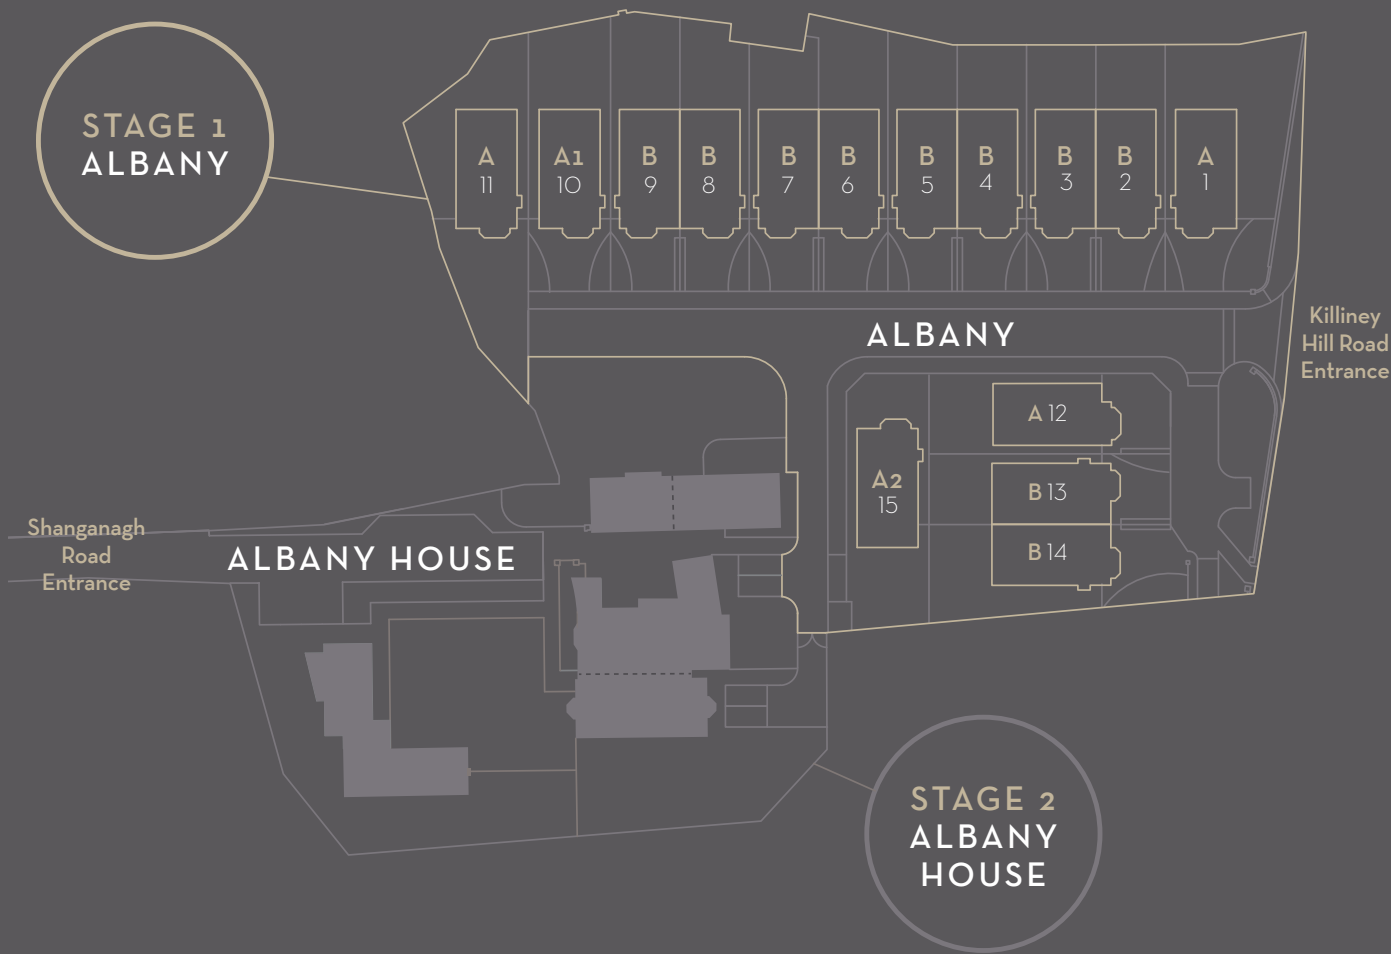 STAGE 1
ALBANY
A
11
A1
10
B
9
B
8
B
7
B
6
B
5
B
4
B
3
B
2
A
1
ALBANY
Killiney
Hill Road
Entrance
A 12
A2
15
B 13
B 14
Shanganagh
Road
Entrance
ALBANY HOUSE
STAGE 2
ALBANY
HOUSE